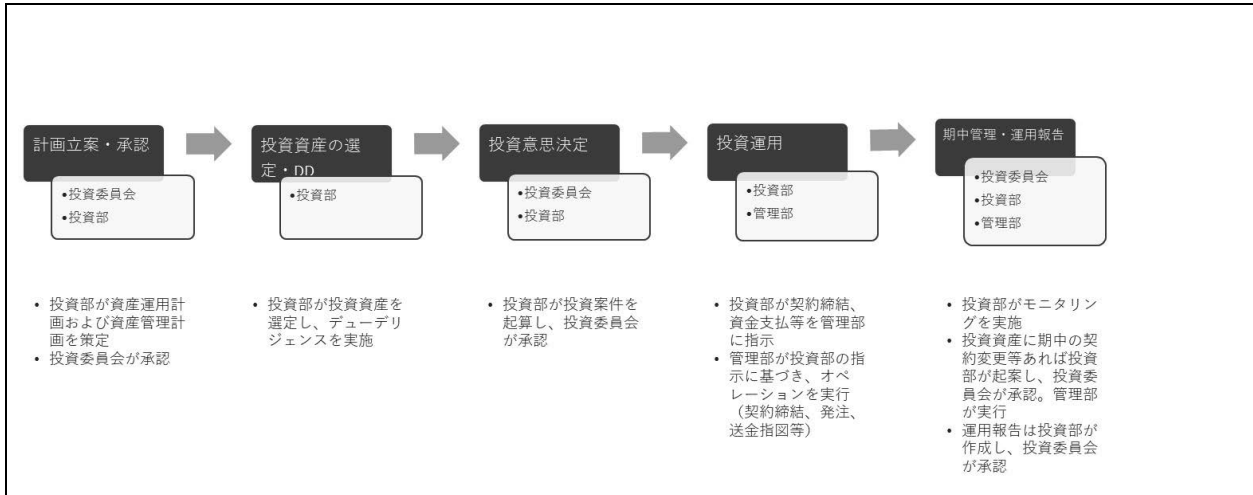 計画立案・承認
•投資委員会
•投資部
• 投資部が資産運用計
画および資産管理計
画を策定
• 投資委員会が承認
投資資産の選
定・DD
•投資部
• 投資部が投資資産を
選定し、デューデリ
ジェンスを実施
投資意思決定
•投資委員会
•投資部
• 投資部が投資案件を
起算し、投資委員会
が承認
投資運用
•投資部
•管理部
• 投資部が契約締結、
資金支払等を管理部
に指示
• 管理部が投資部の指
示に基づき、オペ
レーションを実行
（契約締結、発注、
送金指図等）
期中管理・運用報告
•投資委員会
•投資部
•管理部
• 投資部がモニタリン
グを実施
• 投資資産に期中の契
約変更等あれば投資
部が起案し、投資委
員会が承認。管理部
が実行
• 運用報告は投資部が
作成し、投資委員会
が承認